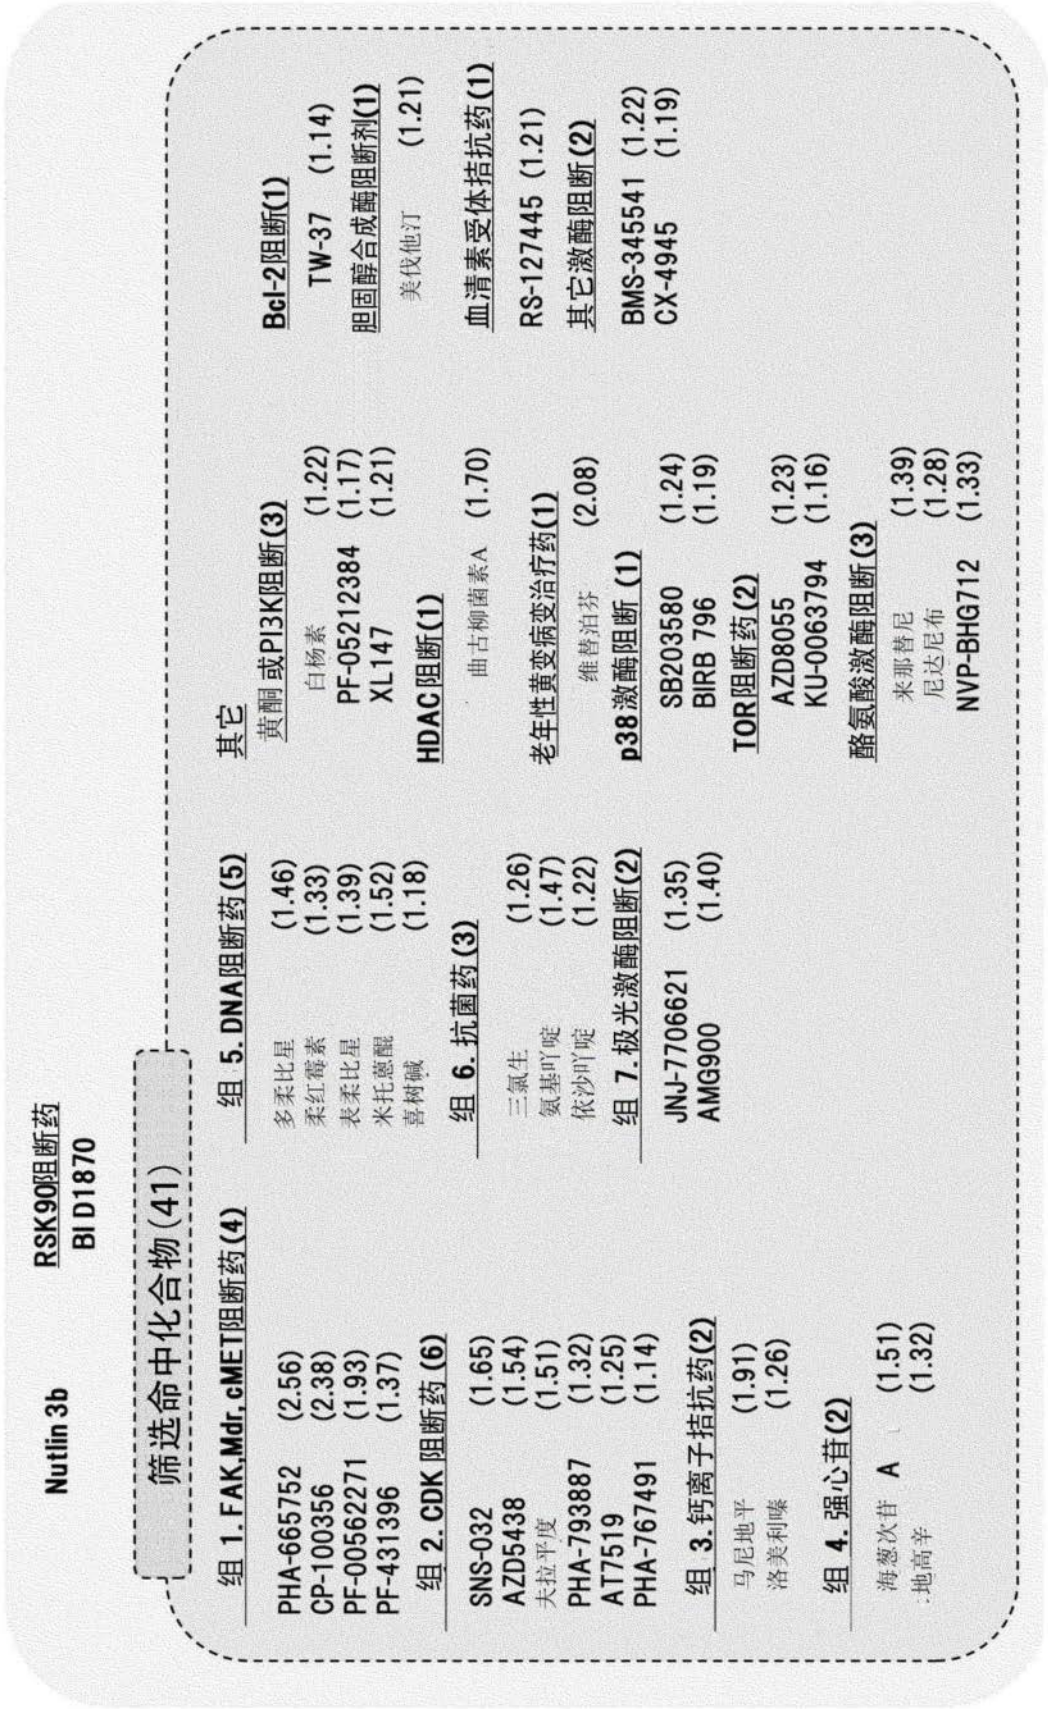 Nutlin 3b
RSK90阻断药
BI D1870
筛选命中化合物(41)
组 1. FAK,Mdr, cMET阻断药(4)
PHA-665752 (2.56)
CP-100356 (2.38)
PF-00562271 (1.93)
PF-431396 (1.37)
组 2. CDK 阻断药 (6)
SNS-032 (1.65)
AZD5438 (1.54)
夫拉平度 (1.51)
PHA-793887 (1.32)
AT7519 (1.25)
PHA-767491 (1.14)
组 3. 钙离子拮抗药(2)
马尼地平 (1.91)
洛美利嗪 (1.26)
组 4. 强心苷(2)
海葱次苷 A (1.51)
地高辛 (1.32)
组 5. DNA阻断药(5)
多柔比星 (1.46)
柔红霉素 (1.33)
表柔比星 (1.39)
米托蒽醌 (1.52)
喜树碱 (1.18)
组 6. 抗菌药(3)
三氯生 (1.26)
氨基吖啶 (1.47)
依沙吖啶 (1.22)
组 7. 极光激酶阻断(2)
JNJ-7706621 (1.35)
AMG900 (1.40)
其它
黄酮 或PI3K阻断(3)
白杨素 (1.22)
PF-05212384 (1.17)
XL147 (1.21)
HDAC阻断(1)
曲古柳菌素A (1.70)
老年性黄变病变治疗药(1)
维替泊芬 (2.08)
p38激酶阻断 (1)
SB203580 (1.24)
BIRB 796 (1.19)
TOR阻断药(2)
AZD8055 (1.23)
KU-0063794 (1.16)
酪氨酸激酶阻断(3)
来那替尼 (1.39)
尼达尼布 (1.28)
NVP-BHG712 (1.33)
Bcl-2阻断(1)
TW-37 (1.14)
胆固醇合成酶阻断剂(1)
美伐他汀 (1.21)
血清素受体拮抗药(1)
RS-127445 (1.21)
其它激酶阻断(2)
BMS-345541 (1.22)
CX-4945 (1.19)